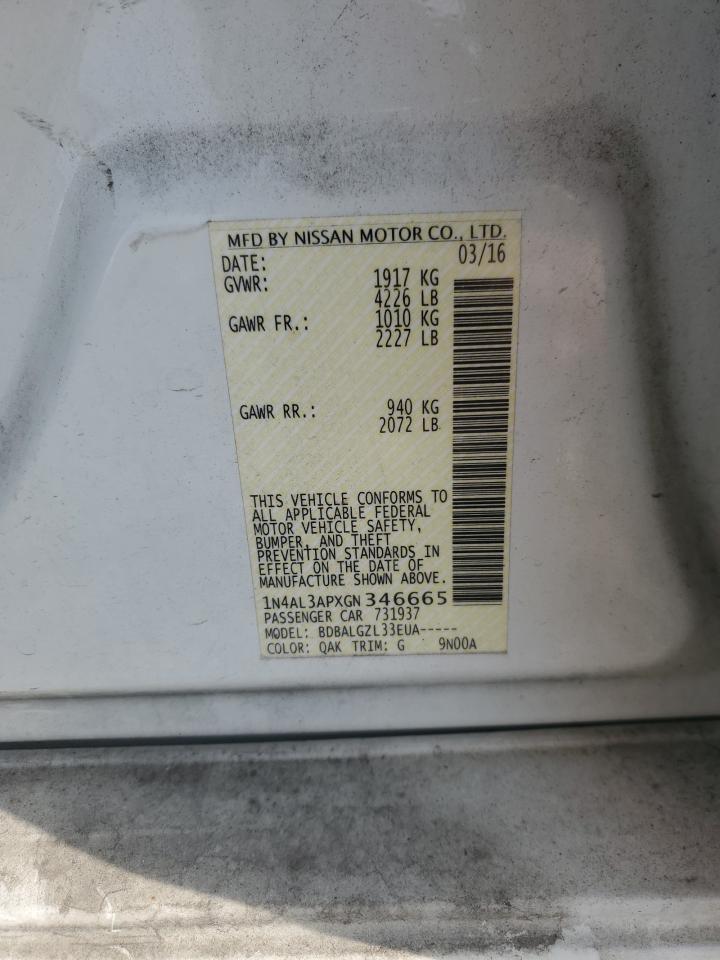 MFD BY NISSAN MOTOR CO., LTD.
DATE: 03/16
GVWR: 1917 KG
4226 LB
GAWR FR.: 1010 KG
2227 LB
GAWR RR.: 940 KG
2072 LB
THIS VEHICLE CONFORMS TO
ALL APPLICABLE FEDERAL
MOTOR VEHICLE SAFETY,
BUMPER, AND THEFT
PREVENTION STANDARDS IN
EFFECT ON THE DATE OF
MANUFACTURE SHOWN ABOVE.
1N4AL3APXGN346665
PASSENGER CAR 731937
MODEL: BDBALGZL33EUA-----
COLOR: QAK TRIM: G 9N00A